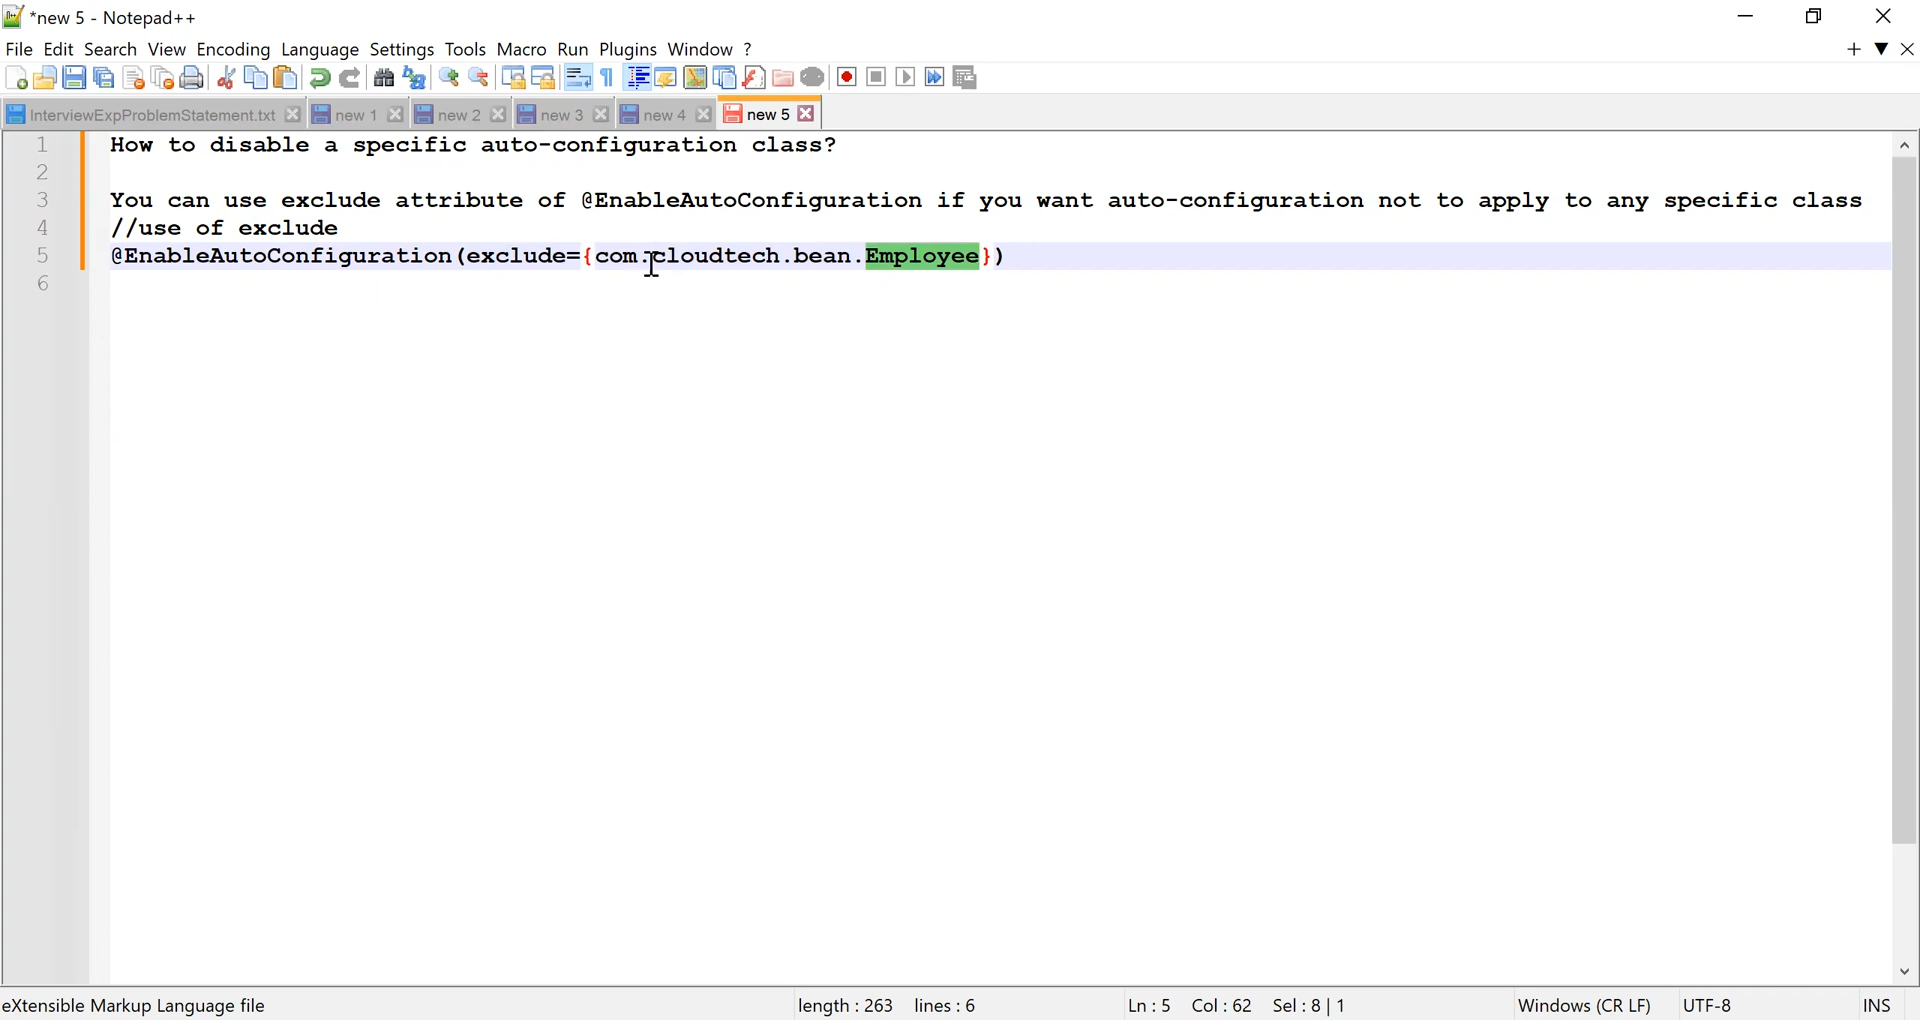 *new 5 - Notepad++
File Edit Search View Encoding Language Settings Tools Macro Run Plugins Window ?
InterviewExpProblemStatement.txt new 1 new 2 new 3 new 4 new 5
1 How to disable a specific auto-configuration class?
2
3 You can use exclude attribute of @EnableAutoConfiguration if you want auto-configuration not to apply to any specific class
4 //use of exclude
5 @EnableAutoConfiguration(exclude={com.cloudtech.bean.Employee})
6
eXtensible Markup Language file length : 263 lines : 6 Ln : 5 Col : 62 Sel : 8 | 1 Windows (CR LF) UTF-8 INS